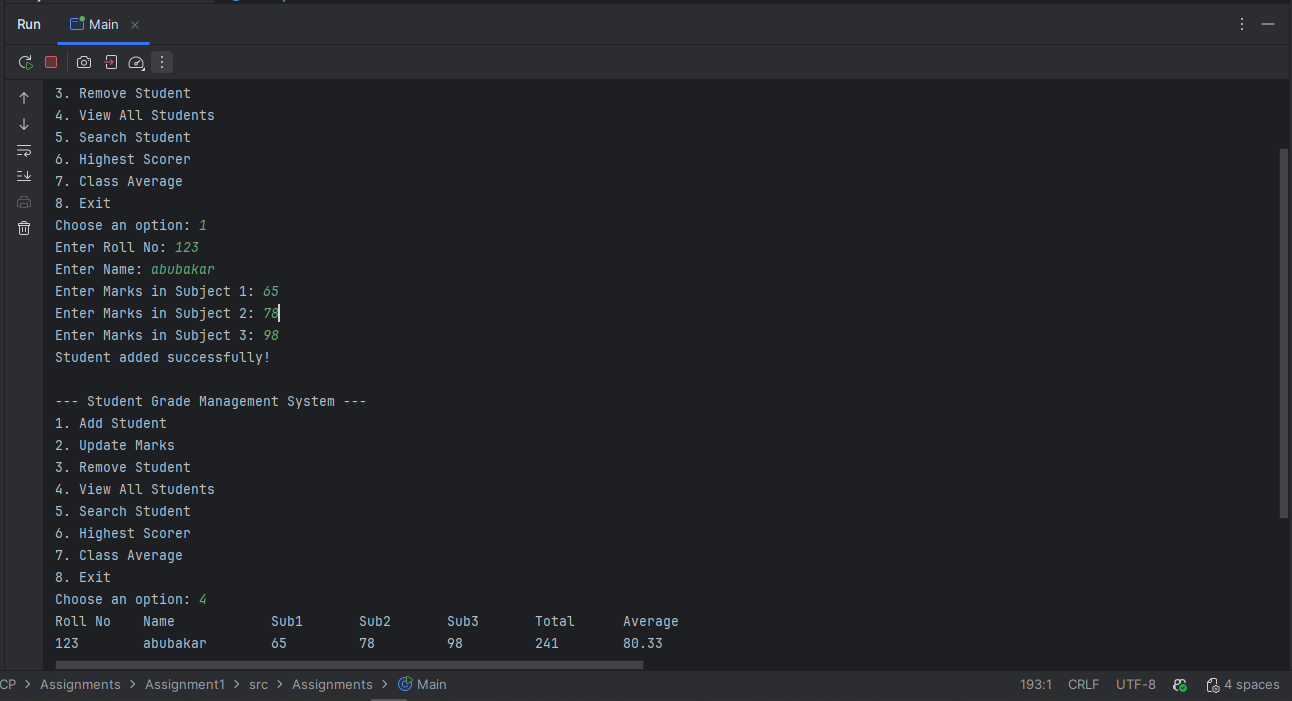 Run Main
3. Remove Student
4. View All Students
5. Search Student
6. Highest Scorer
7. Class Average
8. Exit
Choose an option: 1
Enter Roll No: 123
Enter Name: abubakar
Enter Marks in Subject 1: 65
Enter Marks in Subject 2: 78
Enter Marks in Subject 3: 98
Student added successfully!
--- Student Grade Management System ---
1. Add Student
2. Update Marks
3. Remove Student
4. View All Students
5. Search Student
6. Highest Scorer
7. Class Average
8. Exit
Choose an option: 4
Roll No Name Sub1 Sub2 Sub3 Total Average
123 abubakar 65 78 98 241 80.33
CP > Assignments > Assignment1 > src > Assignments > Main 193:1 CRLF UTF-8 4 spaces